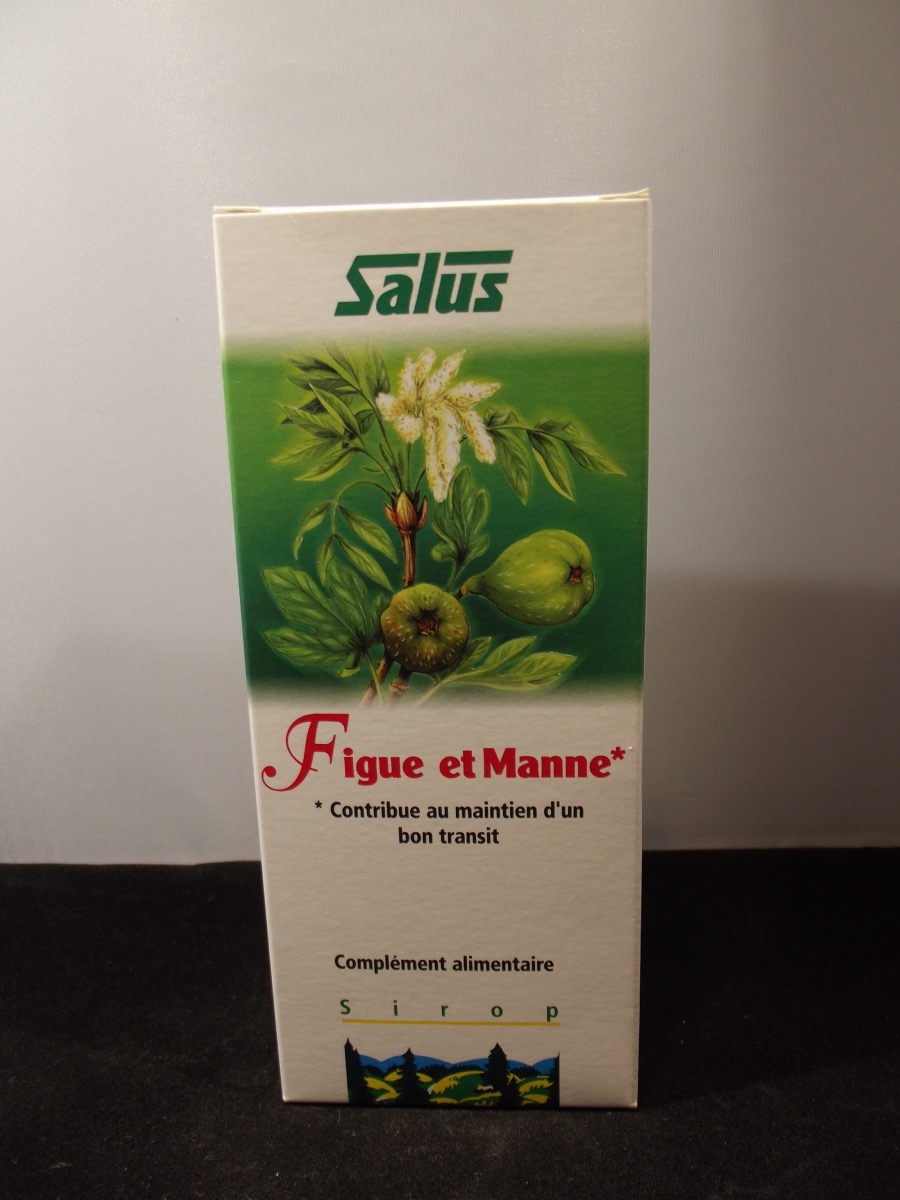 Salus
Figue et Manne*
* Contribue au maintien d'un
bon transit
Complément alimentaire
Sirop